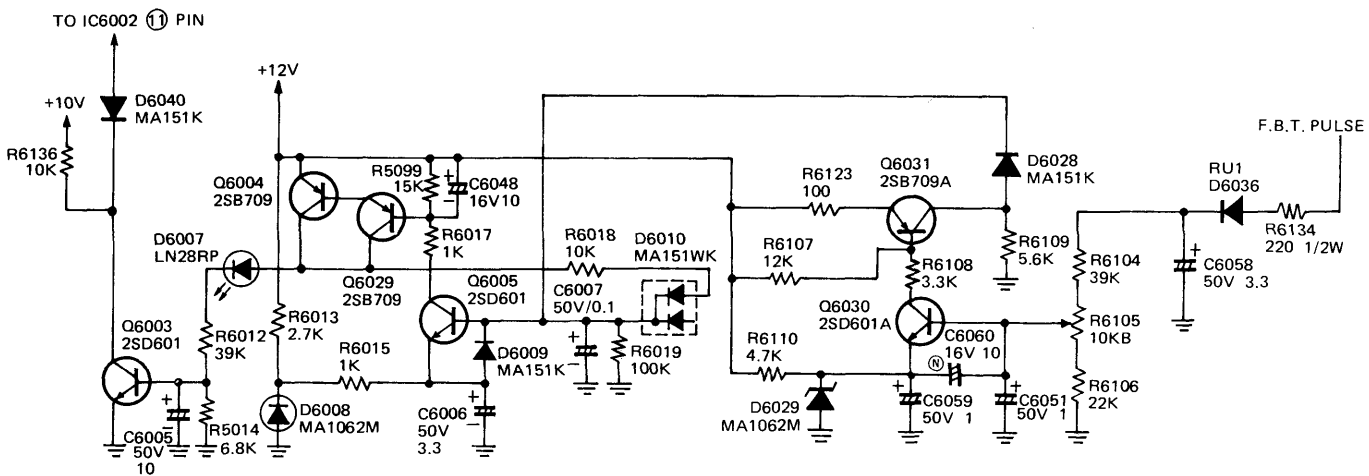 TO IC6002 ⑪ PIN
+12V
+10V
D6040
MA151K
F.B.T. PULSE
R6136
10K
Q6004
2SB709
R5099
15K
C6048
16V10
R6123
100
Q6031
2SB709A
D6028
MA151K
RU1
D6036
R6134
220 1/2W
D6007
LN28RP
R6017
1K
R6018
10K
D6010
MA151WK
R6107
12K
R6109
5.6K
R6104
39K
C6058
50V 3.3
Q6029
2SB709
Q6005
2SD601
C6007
50V/0.1
R6108
3.3K
Q6030
2SD601A
Q6003
2SD601
R6012
39K
R6013
2.7K
R6015
1K
D6009
MA151K
R6019
100K
R6110
4.7K
C6060
16V 10
N
R6105
10KB
C6005
50V
10
R5014
6.8K
D6008
MA1062M
C6006
50V
3.3
D6029
MA1062M
C6059
50V 1
C6051
50V 1
R6106
22K